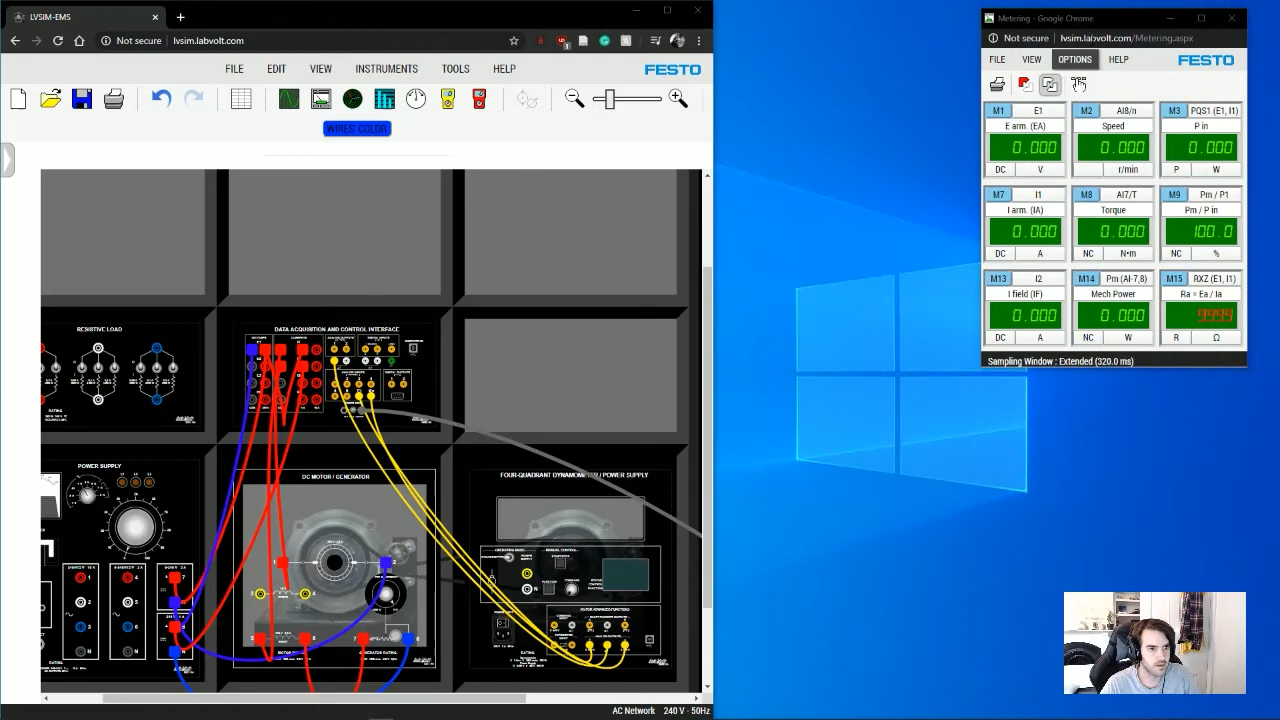 LVSIM-EMS
Not secure lvsim.labvolt.com
FILE EDIT VIEW INSTRUMENTS TOOLS HELP
FESTO
WIRES' COLOR
RESISTIVE LOAD
DATA ACQUISITION AND CONTROL INTERFACE
POWER SUPPLY
DC MOTOR / GENERATOR
FOUR-QUADRANT DYNAMOMETER / POWER SUPPLY
AC Network 240 V - 50Hz
Metering - Google Chrome
Not secure lvsim.labvolt.com/Metering.aspx
FILE VIEW OPTIONS HELP
FESTO
M1 E1 M2 AI8/n M3 PQS1 (E1, I1)
E arm. (EA) Speed P in
0.000 0.000 0.000
DC V r/min P W
M7 I1 M8 AI7/T M9 Pm / P1
I arm. (IA) Torque Pm / P in
0.000 0.000 100.0
DC A NC N•m NC %
M13 I2 M14 Pm (AI-7,8) M15 RXZ (E1, I1)
I field (IF) Mech Power Ra = Ea / Ia
0.000 0.000 9999
DC A NC W R Ω
Sampling Window : Extended (320.0 ms)